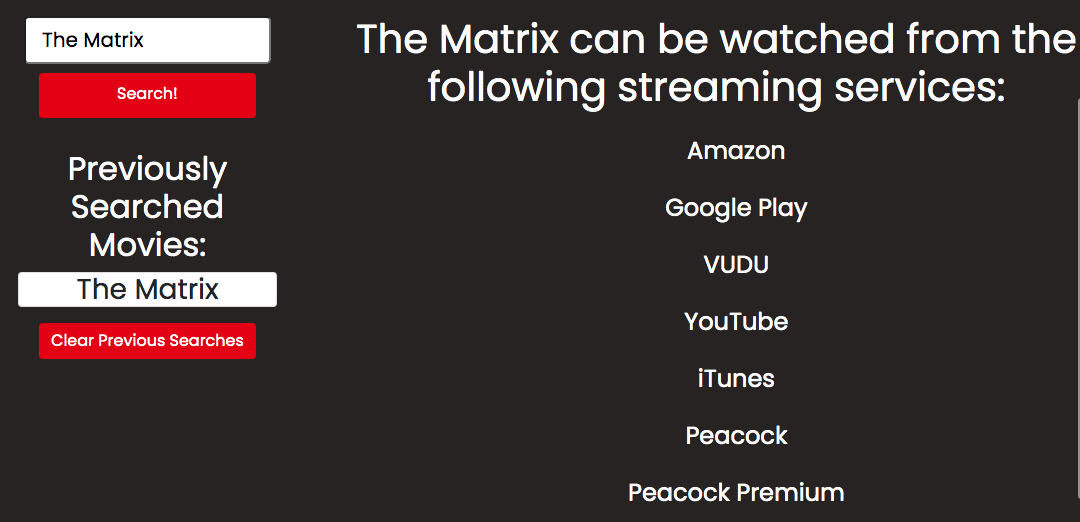 The Matrix
Search!
Previously
Searched
Movies:
The Matrix
Clear Previous Searches
The Matrix can be watched from the
following streaming services:
Amazon
Google Play
VUDU
YouTube
iTunes
Peacock
Peacock Premium